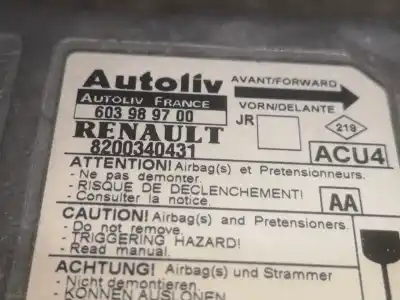 Autoliv
AVANT/FORWARD
AUTOLIV FRANCE
VORN/DELANTE
603 98 97 00
JR
219
RENAULT
8200340431
ACU4
ATTENTION! Airbag(s) et Pretensionneurs.
- Ne pas demonter.
- RISQUE DE DECLENCHEMENT!
- Consulter la notice.
AA
CAUTION! Airbag(s) and Pretensioners.
- Do not remove.
- TRIGGERING HAZARD!
- Read manual.
ACHTUNG! Airbag(s) und Strammer
- Nicht demontieren.
- KÖNNEN AUSLÖSEN